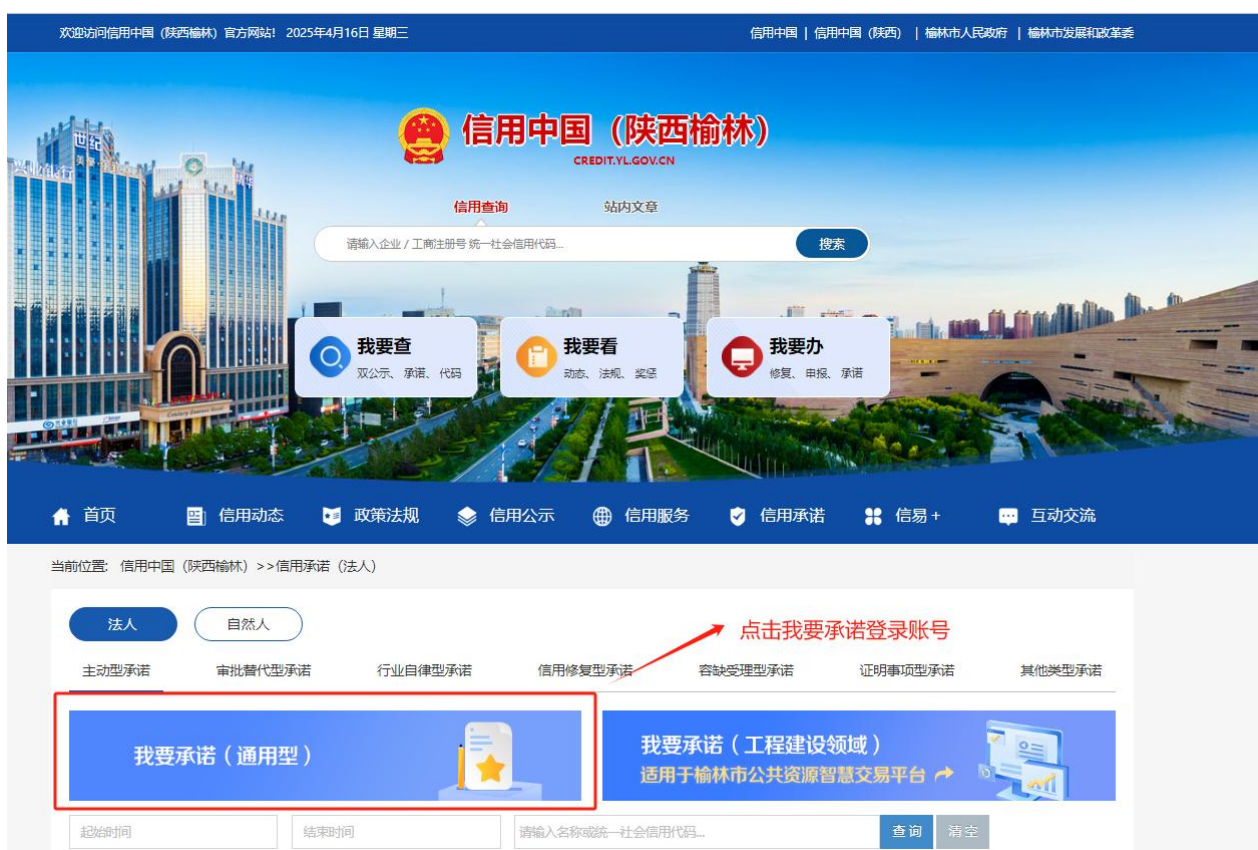 欢迎访问信用中国（陕西榆林）官方网站！ 2025年4月16日 星期三
信用中国 | 信用中国（陕西） | 榆林市人民政府 | 榆林市发展和改革委
信用中国（陕西榆林）
CREDIT.YL.GOV.CN
信用查询 站内文章
请输入企业 / 工商注册号 统一社会信用代码... 搜索
世纪
我要查 我要看 我要办
双公示、承诺、代码 动态、法规、奖惩 修复、申报、承诺
首页 信用动态 政策法规 信用公示 信用服务 信用承诺 信易+ 互动交流
当前位置： 信用中国（陕西榆林）>>信用承诺（法人）
法人 自然人
点击我要承诺登录账号
主动型承诺 审批替代型承诺 行业自律型承诺 信用修复型承诺 容缺受理型承诺 证明事项型承诺 其他类型承诺
我要承诺（通用型）
我要承诺（工程建设领域）
适用于榆林市公共资源智慧交易平台
起始时间 结束时间 请输入名称或统一社会信用代码... 查询 清空